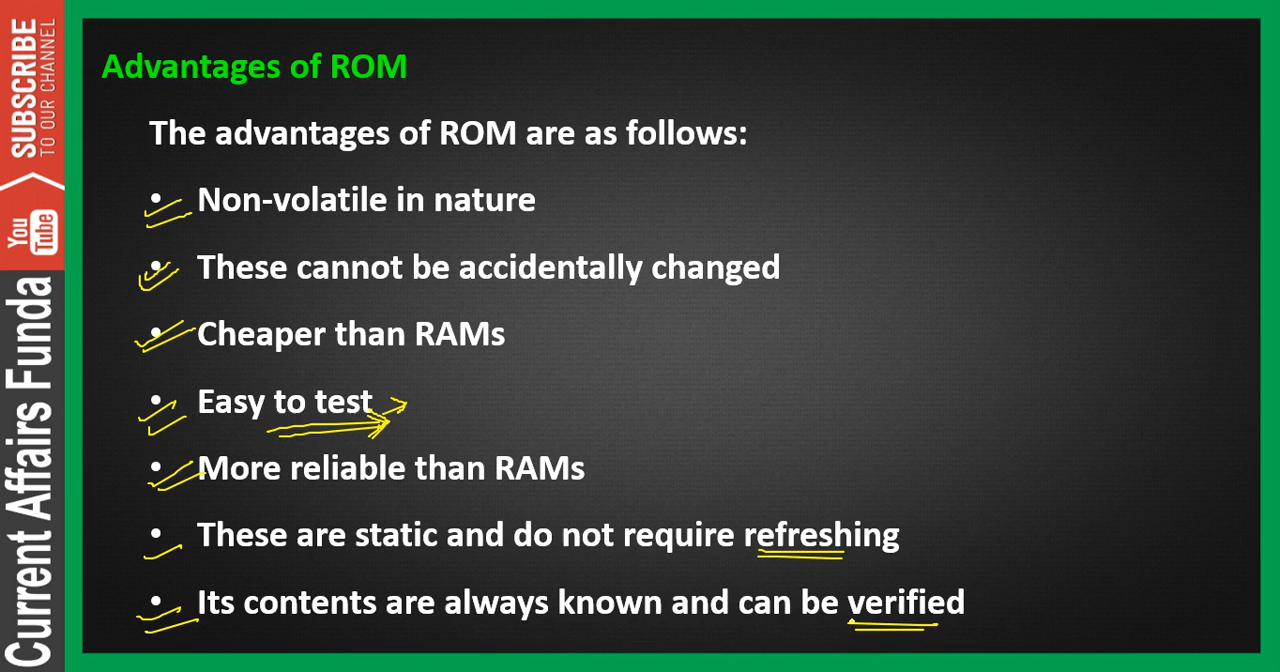 SUBSCRIBE
TO OUR CHANNEL
You Tube
Current Affairs Funda
Advantages of ROM
The advantages of ROM are as follows:
• Non-volatile in nature
• These cannot be accidentally changed
• Cheaper than RAMs
• Easy to test
• More reliable than RAMs
• These are static and do not require refreshing
• Its contents are always known and can be verified